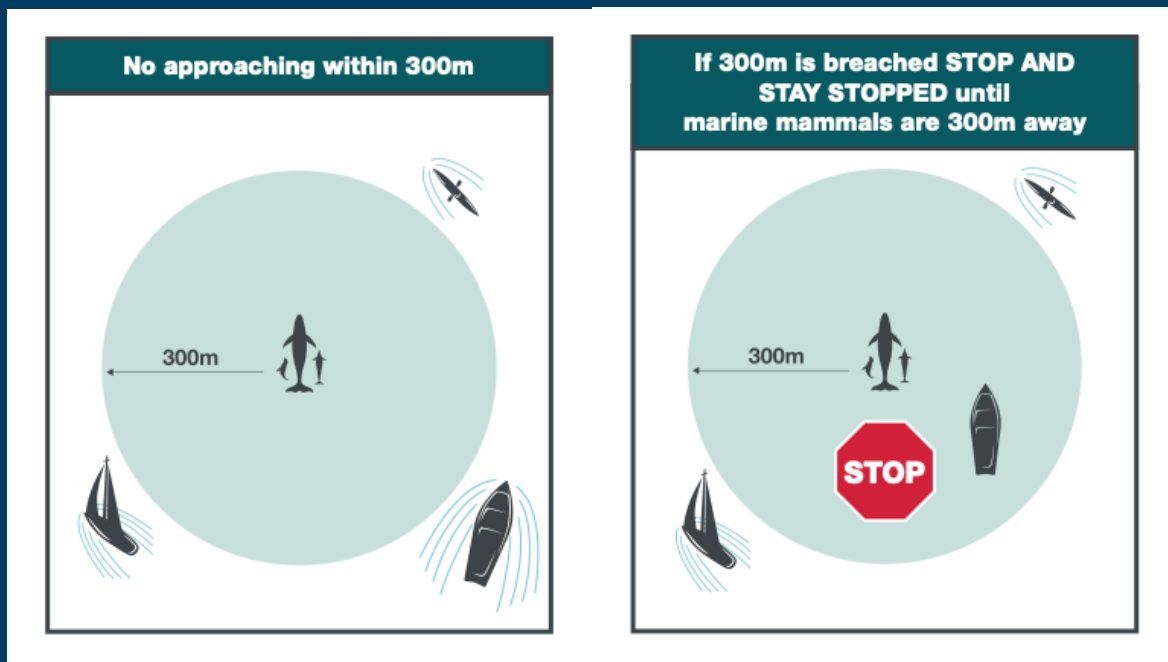 No approaching within 300m
300m
If 300m is breached STOP AND
STAY STOPPED until
marine mammals are 300m away
300m
STOP